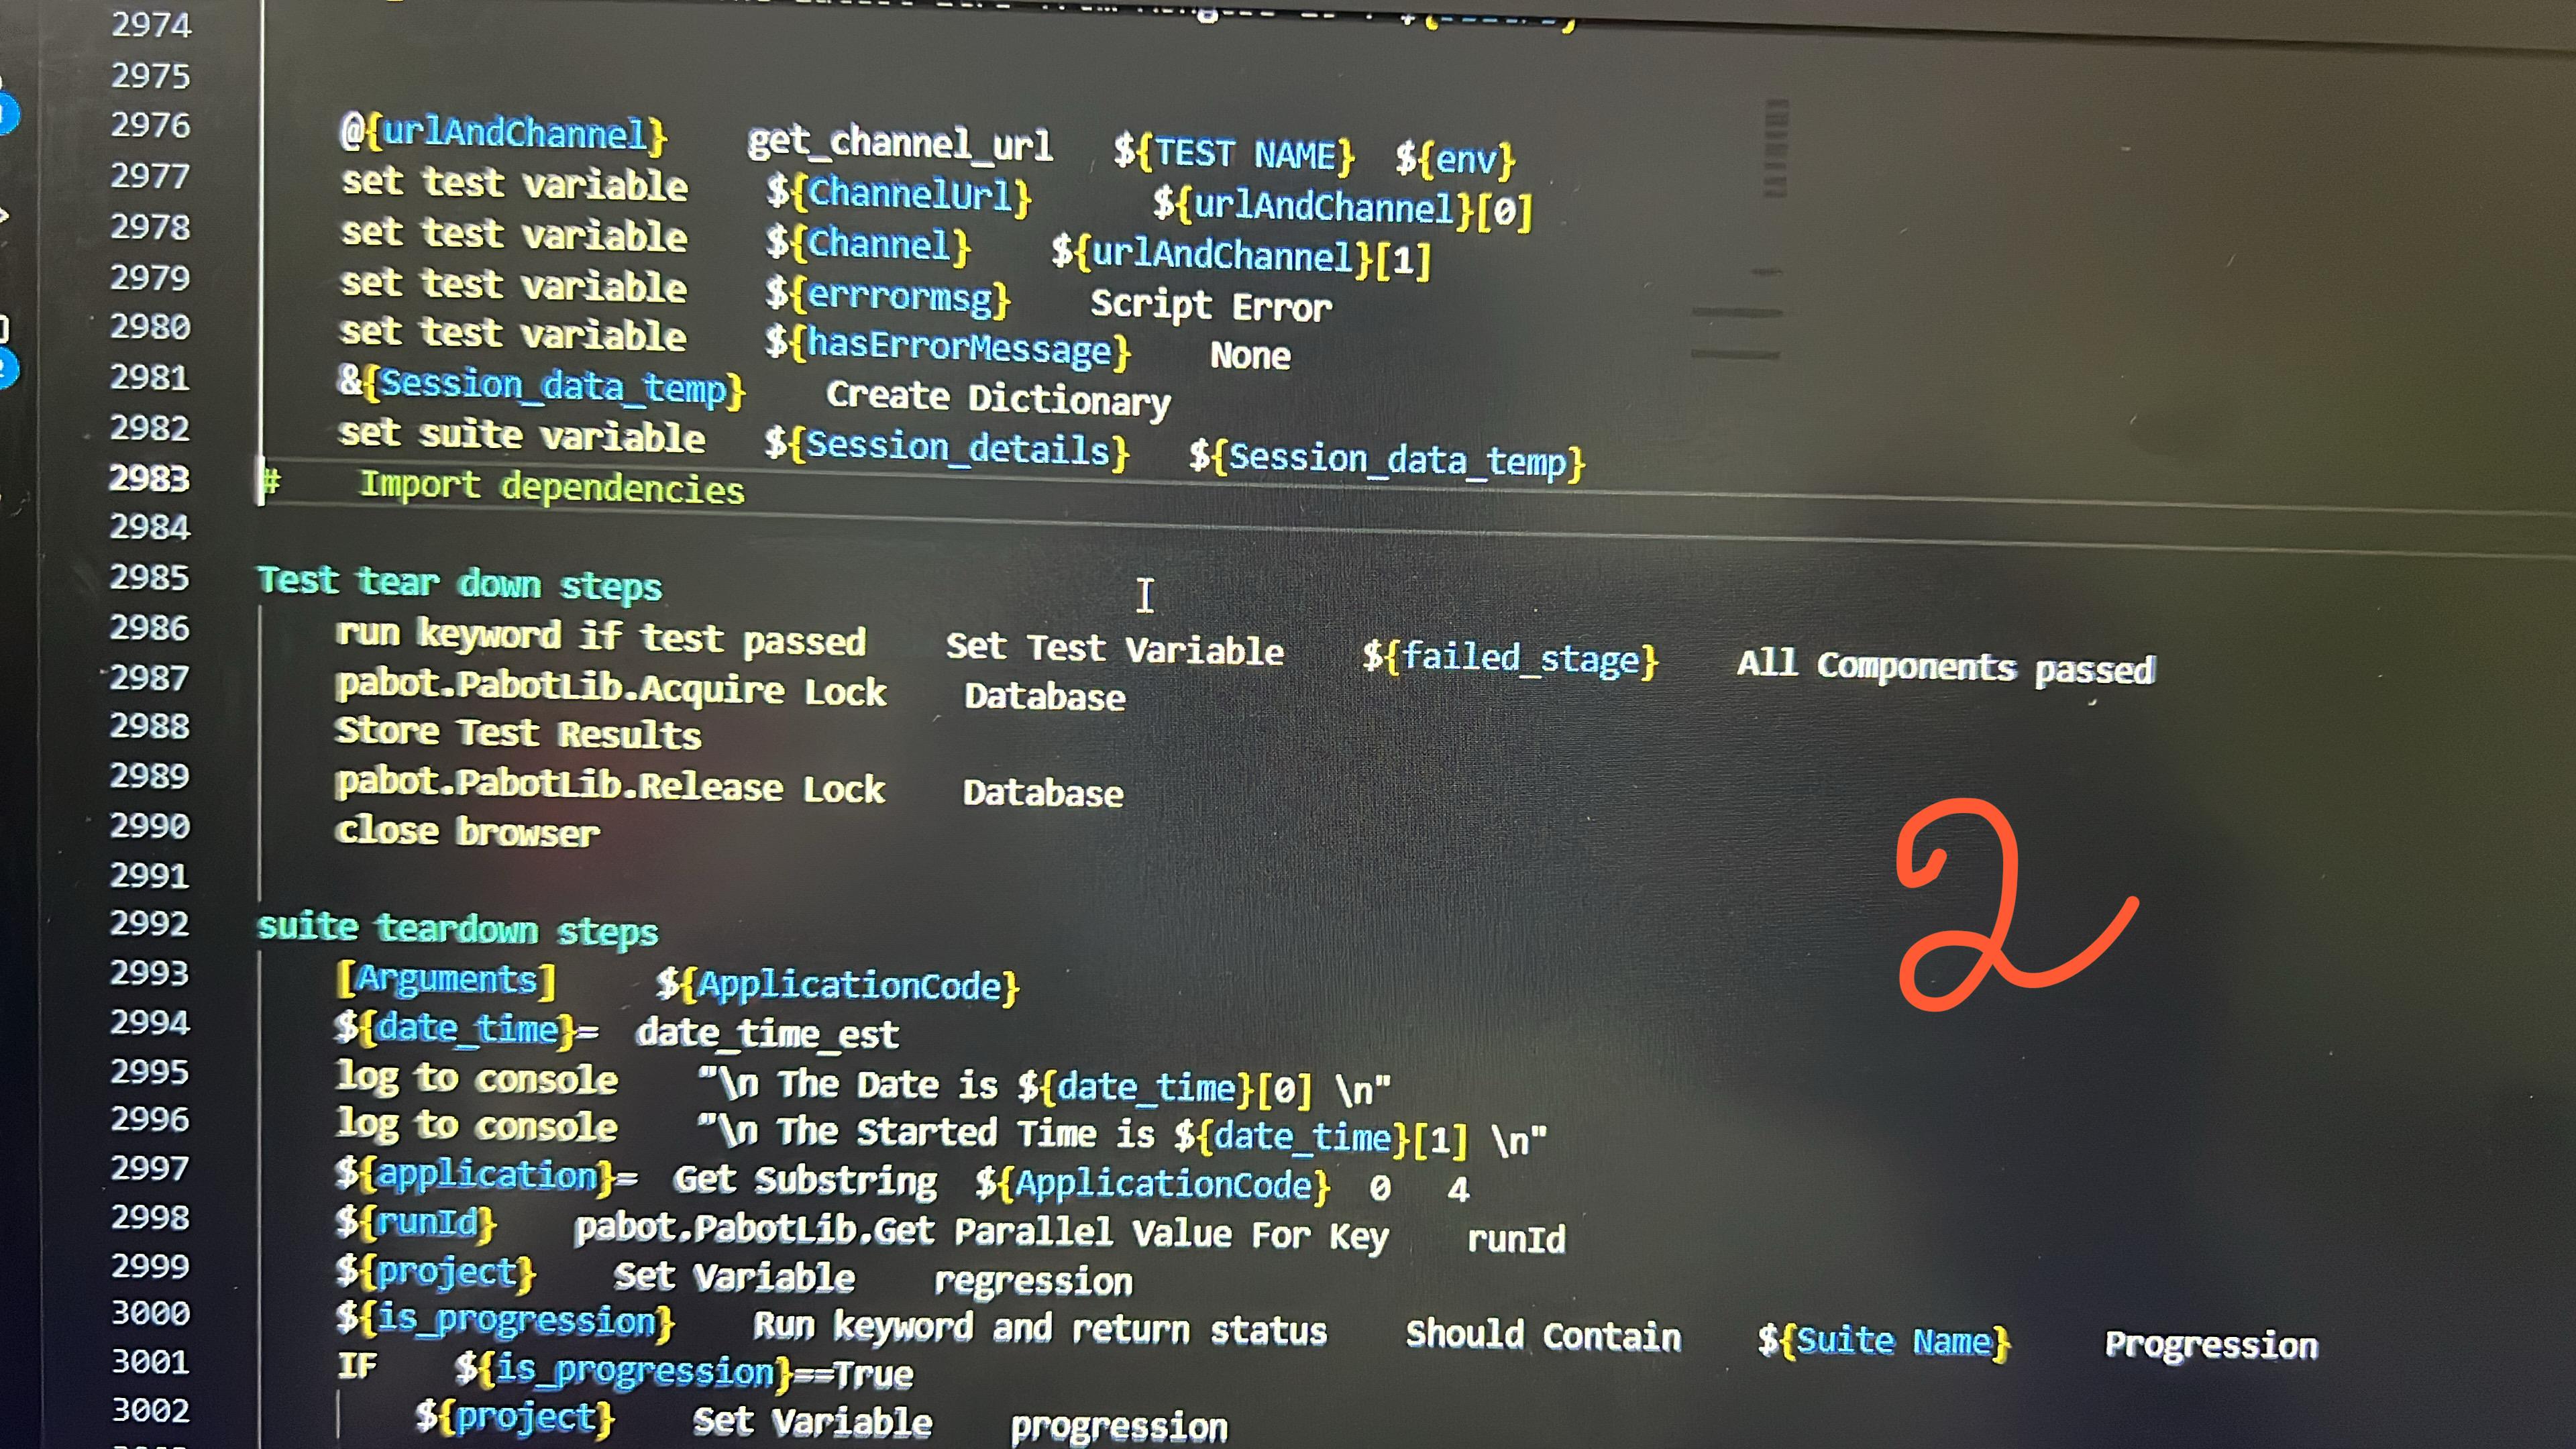 2974
2975
2976 @{urlAndChannel} get_channel_url ${TEST NAME} ${env}
2977 set test variable ${ChannelUrl} ${urlAndChannel}[0]
2978 set test variable ${Channel} ${urlAndChannel}[1]
2979 set test variable ${errrormsg} Script Error
2980 set test variable ${hasErrorMessage} None
2981 &{Session_data_temp} Create Dictionary
2982 set suite variable ${Session_details} ${Session_data_temp}
2983 # Import dependencies
2984
2985 Test tear down steps
2986 run keyword if test passed Set Test Variable ${failed_stage} All Components passed
2987 pabot.PabotLib.Acquire Lock Database
2988 Store Test Results
2989 pabot.PabotLib.Release Lock Database
2990 close browser
2991
2992 suite teardown steps
2993 [Arguments] ${ApplicationCode}
2994 ${date_time}= date_time_est
2995 log to console "\n The Date is ${date_time}[0] \n"
2996 log to console "\n The Started Time is ${date_time}[1] \n"
2997 ${application}= Get Substring ${ApplicationCode} 0 4
2998 ${runId} pabot.PabotLib.Get Parallel Value For Key runId
2999 ${project} Set Variable regression
3000 ${is_progression} Run keyword and return status Should Contain ${Suite Name} Progression
3001 IF ${is_progression}==True
3002 ${project} Set Variable progression
2